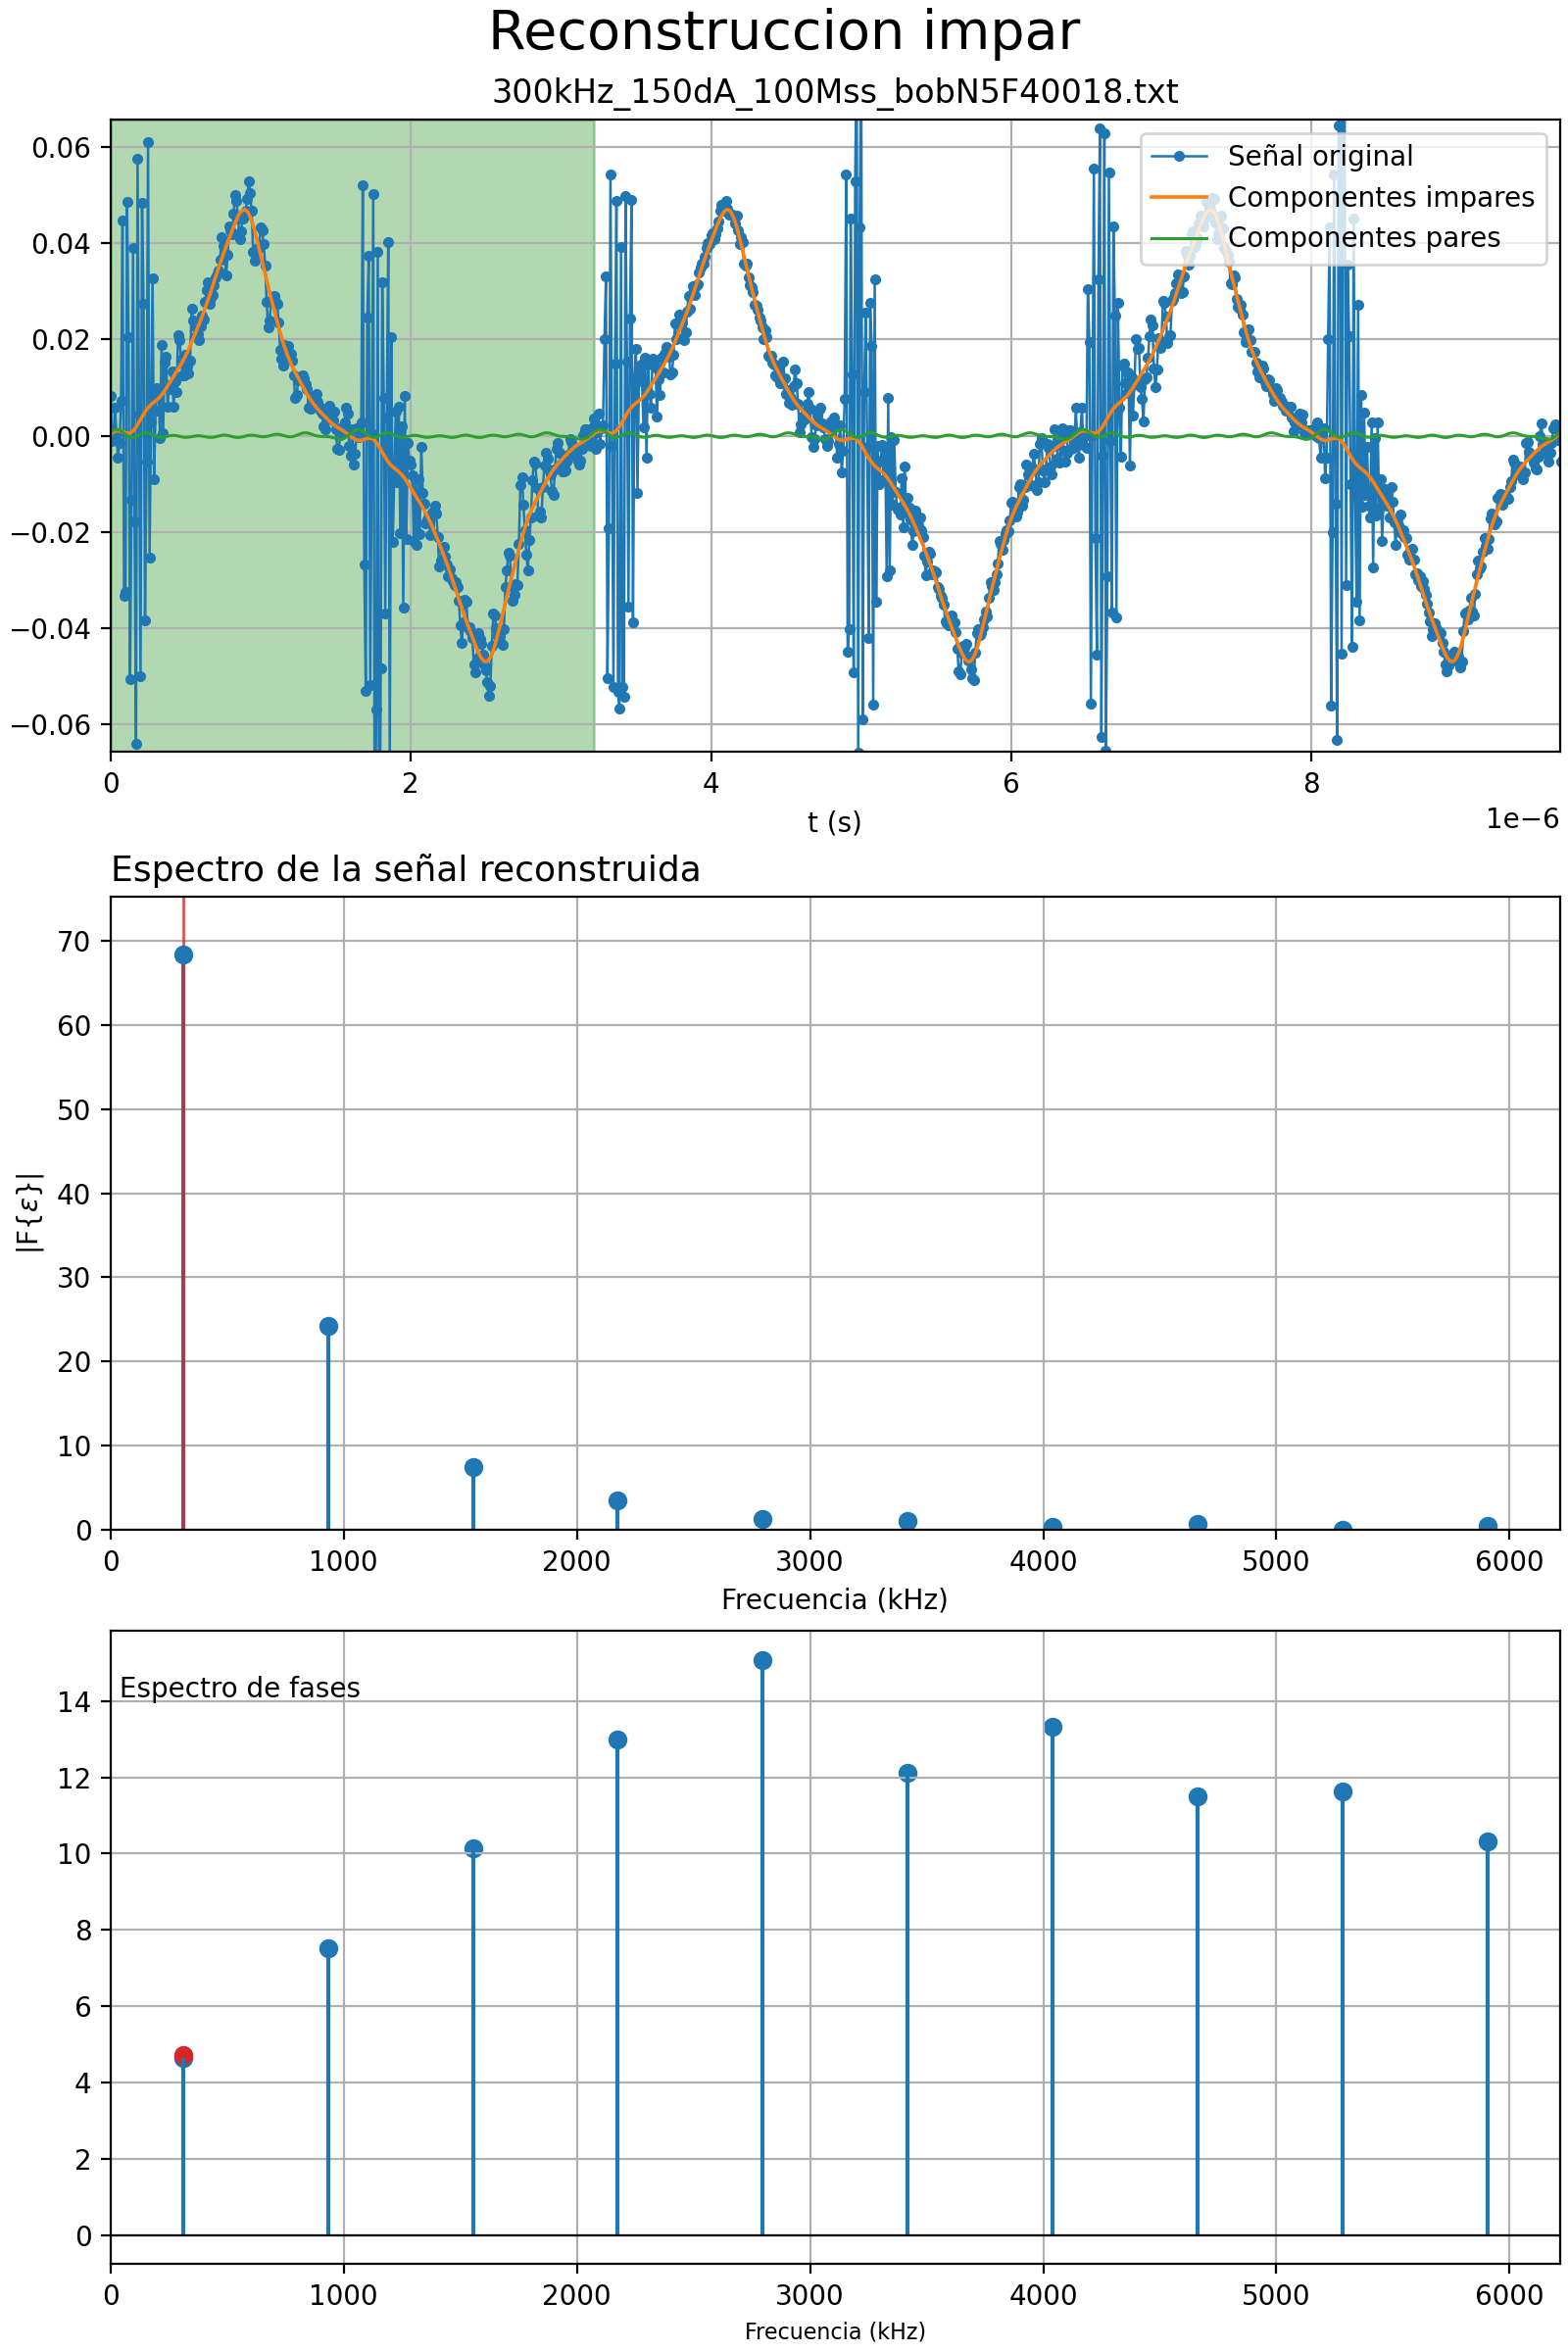 Reconstruccion impar
300kHz_150dA_100Mss_bobN5F40018.txt
Señal original
Componentes impares
Componentes pares
0.06
0.04
0.02
0.00
−0.02
−0.04
−0.06
0 2 4 6 8
1e−6
t (s)
Espectro de la señal reconstruida
|F{ε}|
70
60
50
40
30
20
10
0
0 1000 2000 3000 4000 5000 6000
Frecuencia (kHz)
Espectro de fases
14
12
10
8
6
4
2
0
0 1000 2000 3000 4000 5000 6000
Frecuencia (kHz)